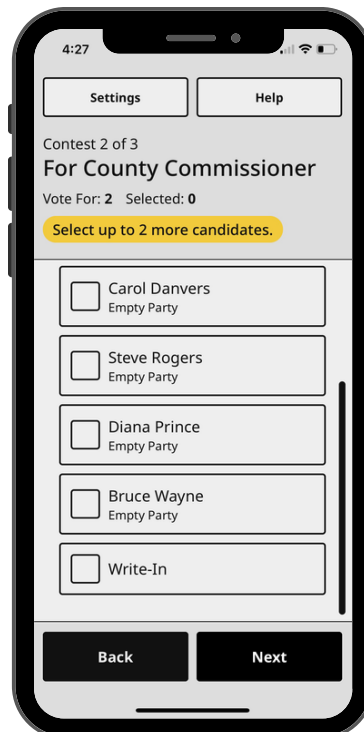 4:27
Settings
Help
Contest 2 of 3
For County Commissioner
Vote For: 2 Selected: 0
Select up to 2 more candidates.
Carol Danvers
Empty Party
Steve Rogers
Empty Party
Diana Prince
Empty Party
Bruce Wayne
Empty Party
Write-In
Back
Next